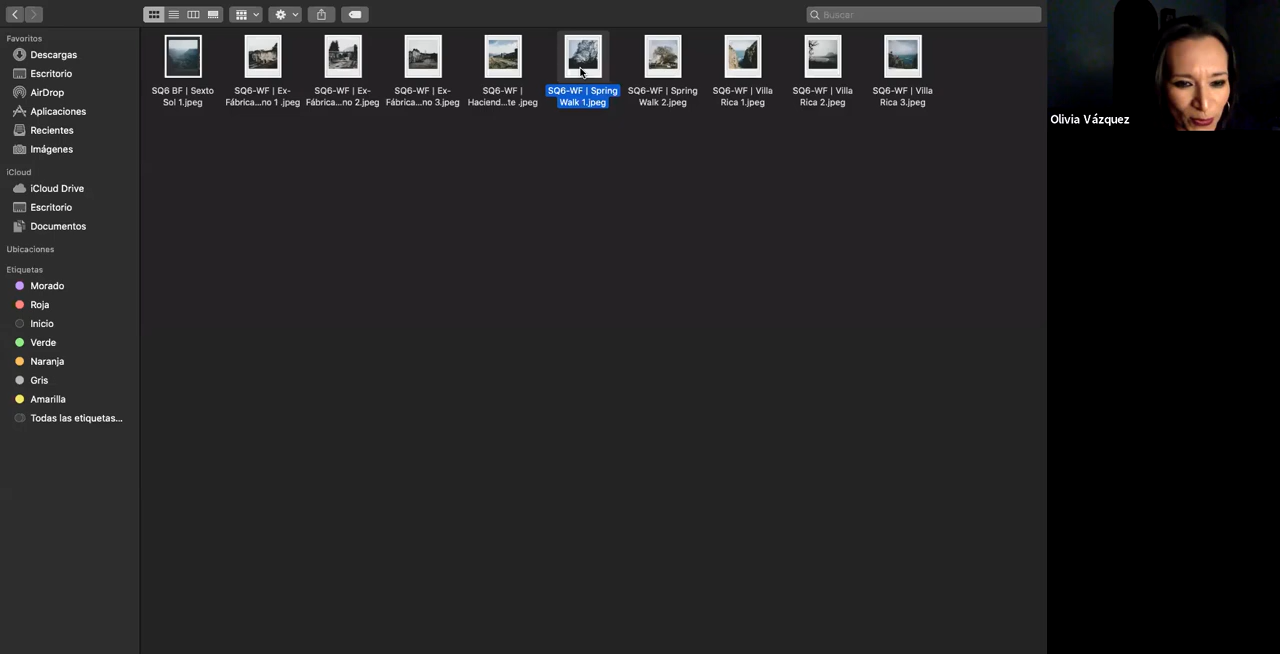 Buscar
Favoritos
Descargas
Escritorio
AirDrop
Aplicaciones
Recientes
Imágenes
iCloud
iCloud Drive
Escritorio
Documentos
Ubicaciones
Etiquetas
Morado
Roja
Inicio
Verde
Naranja
Gris
Amarilla
Todas las etiquetas...
SQ6 BF | Sexto
Sol 1.jpeg
SQ6-WF | Ex-
Fábrica...no 1 .jpeg
SQ6-WF | Ex-
Fábrica...no 2.jpeg
SQ6-WF | Ex-
Fábrica...no 3.jpeg
SQ6-WF |
Haciend...te .jpeg
SQ6-WF | Spring
Walk 1.jpeg
SQ6-WF | Spring
Walk 2.jpeg
SQ6-WF | Villa
Rica 1.jpeg
SQ6-WF | Villa
Rica 2.jpeg
SQ6-WF | Villa
Rica 3.jpeg
Olivia Vázquez